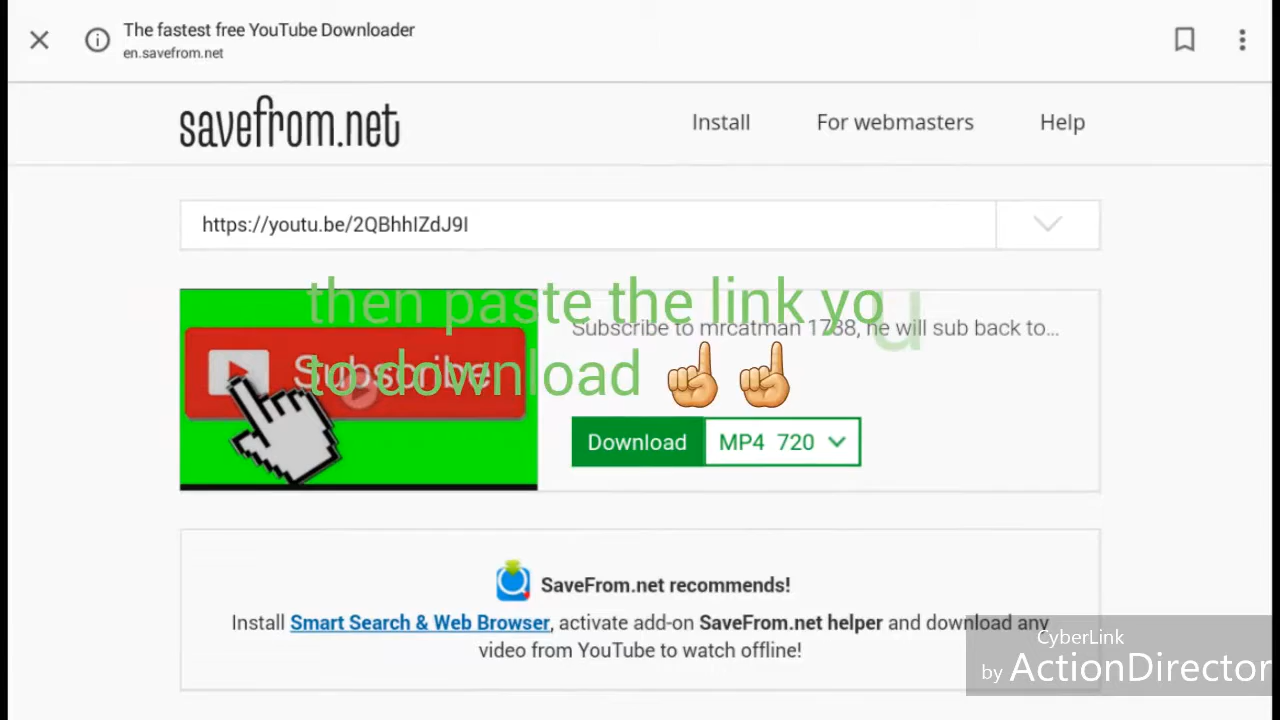 The fastest free YouTube Downloader
en.savefrom.net
savefrom.net
Install
For webmasters
Help
https://youtu.be/2QBhhIZdJ9I
then paste the link you
to download ☝☝
Subscribe to mrcatman 1738, he will sub back to...
Subscribe
Download
MP4 720
SaveFrom.net recommends!
Install Smart Search & Web Browser, activate add-on SaveFrom.net helper and download any
video from YouTube to watch offline!
CyberLink
by ActionDirector